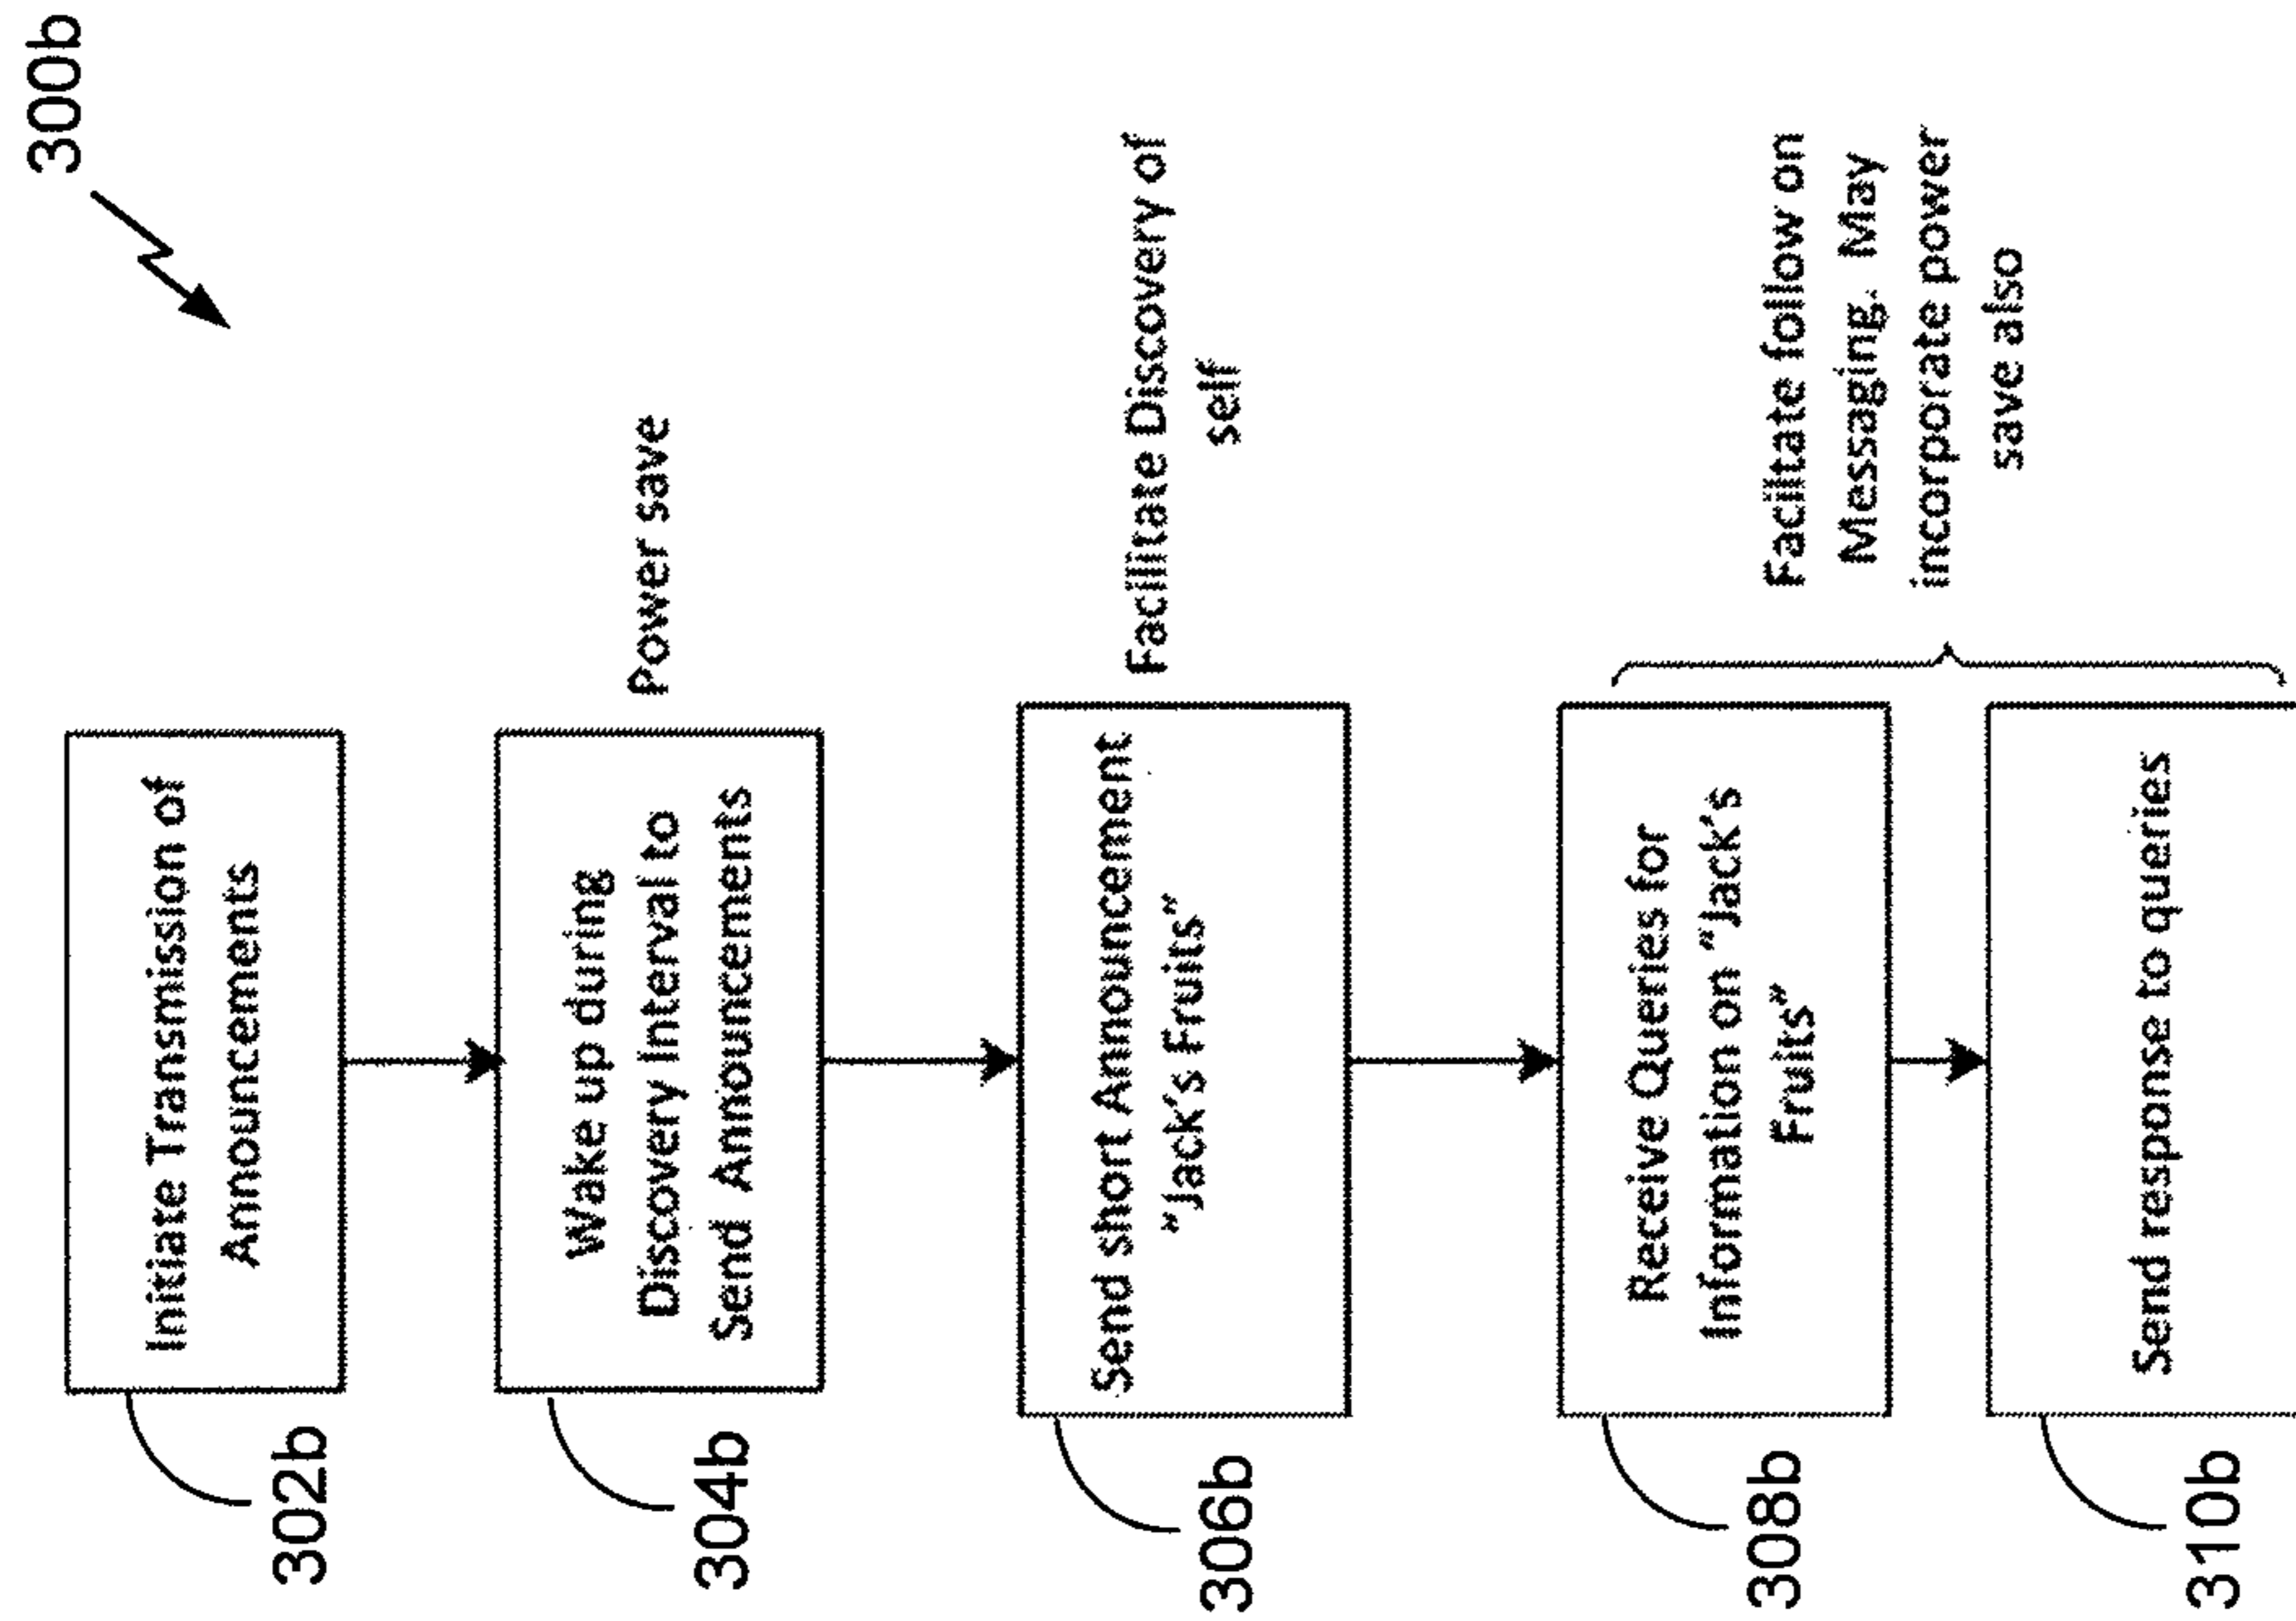 300b
302b
Initiate Transmission of
Announcements
304b
Wake up during
Discovery Interval to
Send Announcements
Power save
306b
Send short Announcement
"Jack's Fruits"
Facilitate Discovery of
self
308b
Receive Queries for
Information on "Jack's
Fruits"
310b
Send response to queries
Facilitate follow on
Messaging. May
incorporate power
save also